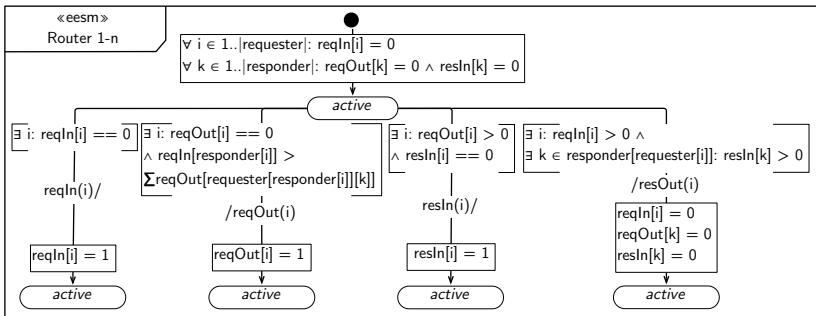 «eesm»
Router 1-n
∀ i ∈ 1..|requester|: reqIn[i] = 0
∀ k ∈ 1..|responder|: reqOut[k] = 0 ∧ resIn[k] = 0
active
∃ i: reqIn[i] == 0
reqIn(i)/
reqIn[i] = 1
active
∃ i: reqOut[i] == 0
∧ reqIn[responder[i]] >
∑reqOut[requester[responder[i]][k]]
/reqOut(i)
reqOut[i] = 1
active
∃ i: reqOut[i] > 0
∧ resIn[i] == 0
resIn(i)/
resIn[i] = 1
active
∃ i: reqIn[i] > 0 ∧
∃ k ∈ responder[requester[i]]: resIn[k] > 0
/resOut(i)
reqIn[i] = 0
reqOut[k] = 0
resIn[k] = 0
active